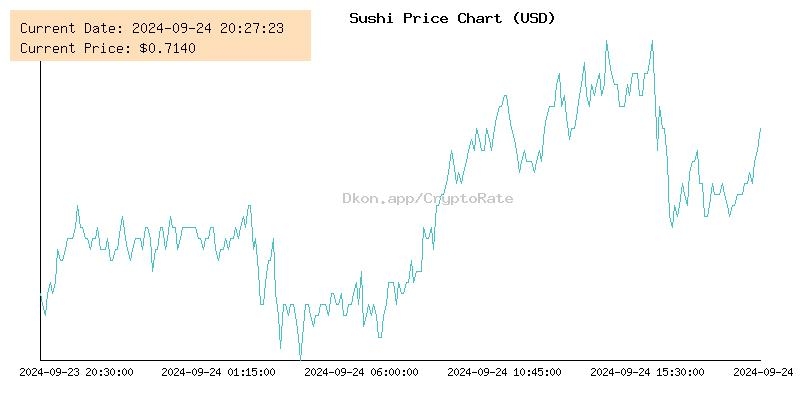 Sushi Price Chart (USD)
Current Date: 2024-09-24 20:27:23
Current Price: $0.7140
Dkon.app/CryptoRate
2024-09-23 20:30:00
2024-09-24 01:15:00
2024-09-24 06:00:00
2024-09-24 10:45:00
2024-09-24 15:30:00
2024-09-24